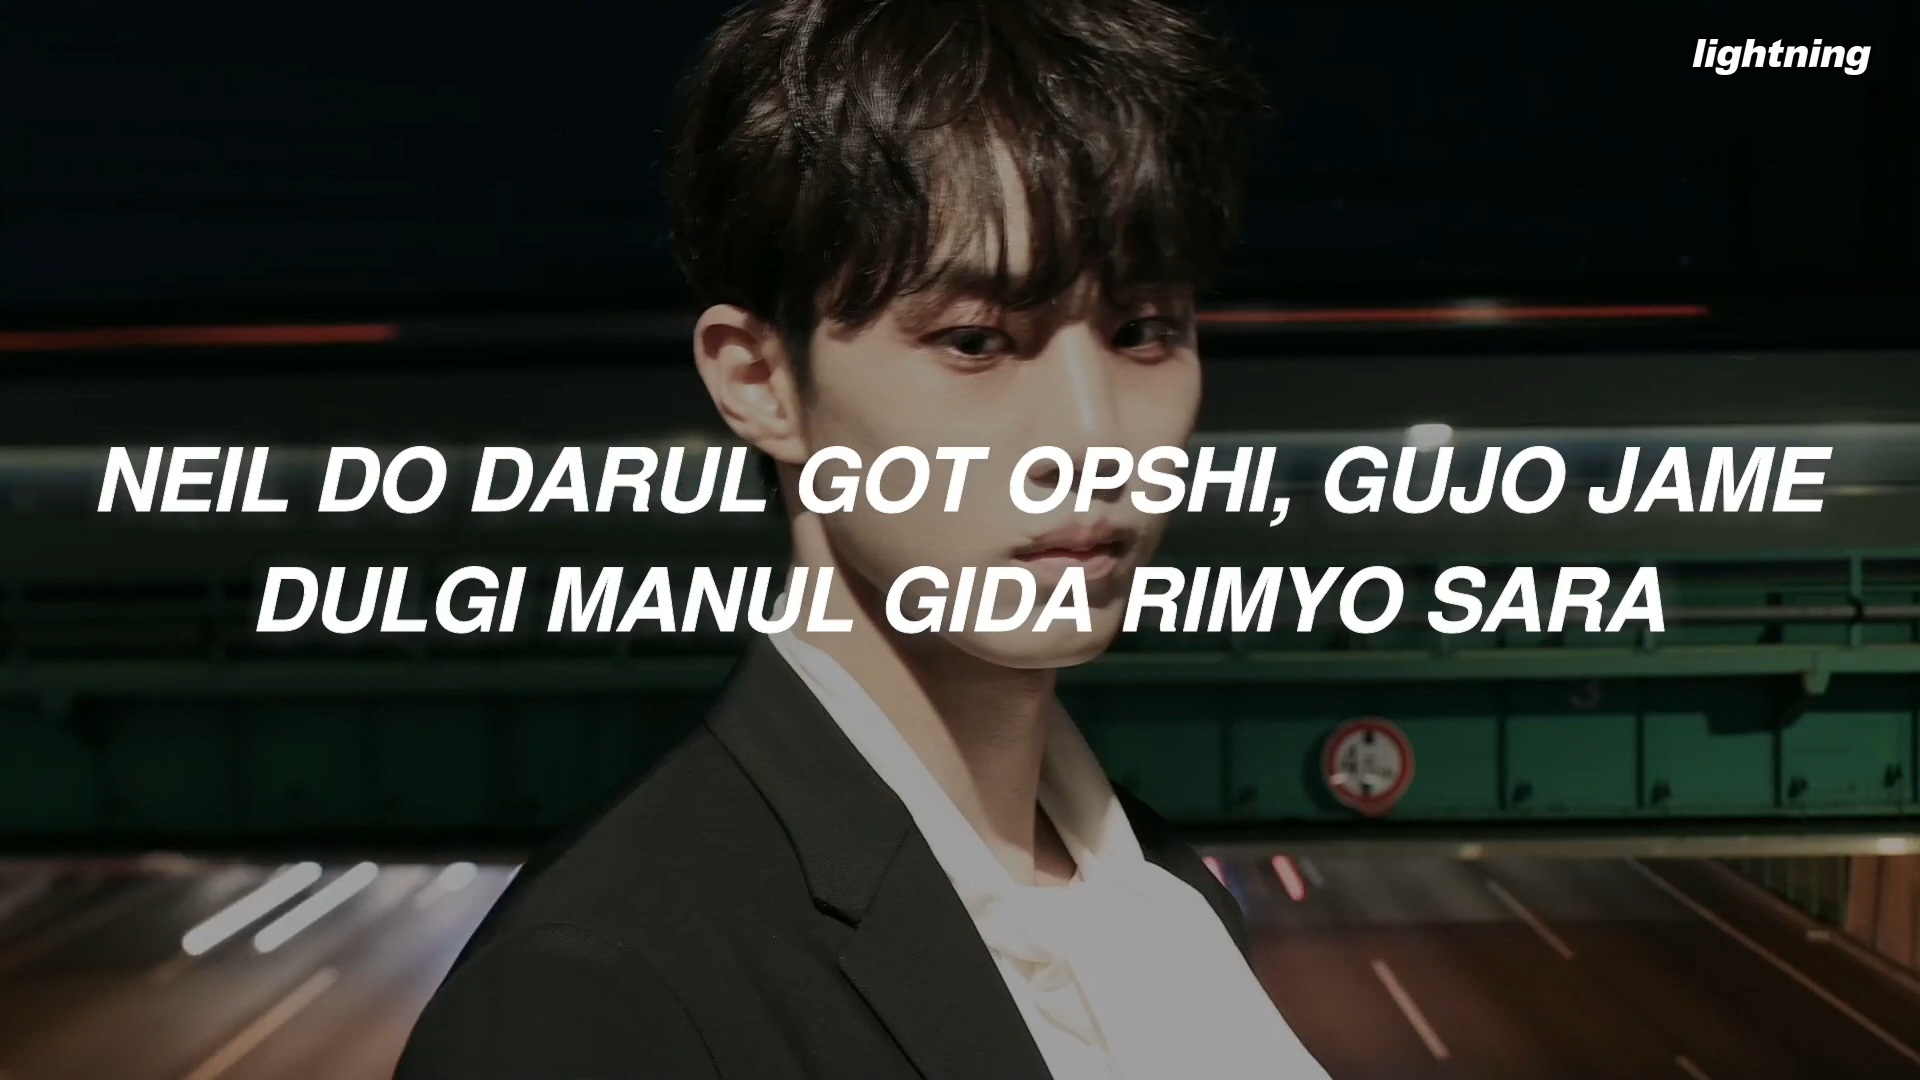 lightning
NEIL DO DARUL GOT OPSHI, GUJO JAME
DULGI MANUL GIDA RIMYO SARA